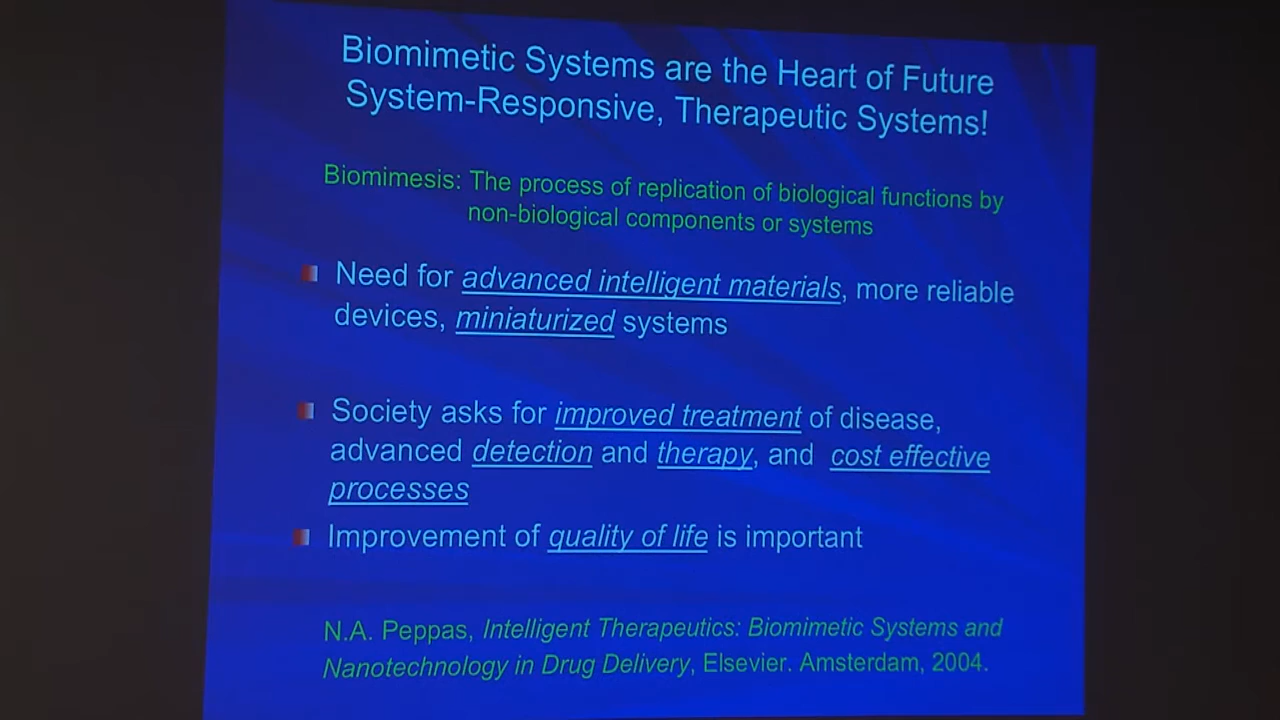 Biomimetic Systems are the Heart of Future
System-Responsive, Therapeutic Systems!
Biomimesis: The process of replication of biological functions by
non-biological components or systems
Need for advanced intelligent materials, more reliable
devices, miniaturized systems
Society asks for improved treatment of disease,
advanced detection and therapy, and cost effective
processes
Improvement of quality of life is important
N.A. Peppas, Intelligent Therapeutics: Biomimetic Systems and
Nanotechnology in Drug Delivery, Elsevier. Amsterdam, 2004.